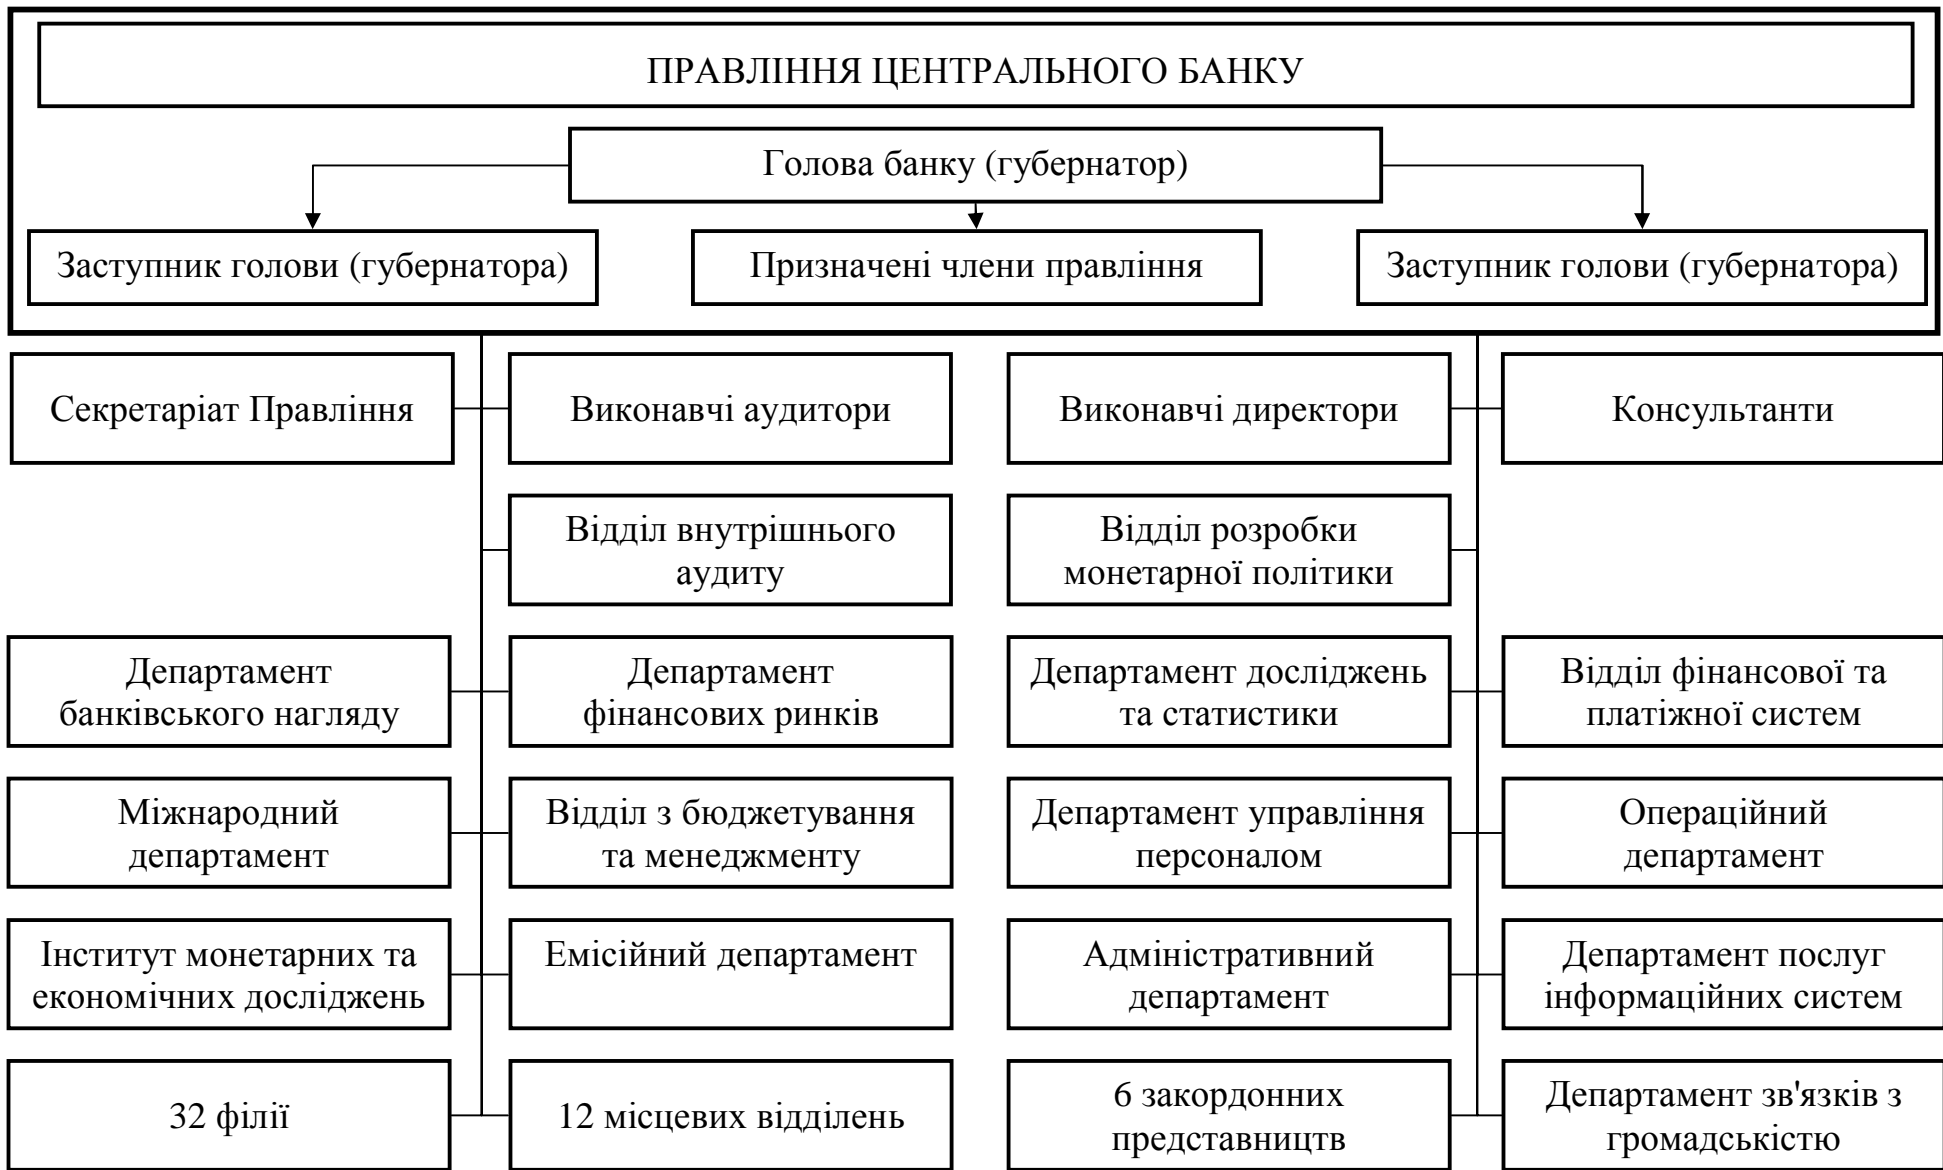 ПРАВЛІННЯ ЦЕНТРАЛЬНОГО БАНКУ
Голова банку (губернатор)
Заступник голови (губернатора)
Призначені члени правління
Заступник голови (губернатора)
Секретаріат Правління
Виконавчі аудитори
Виконавчі директори
Консультанти
Відділ внутрішнього
аудиту
Відділ розробки
монетарної політики
Департамент
банківського нагляду
Департамент
фінансових ринків
Департамент досліджень
та статистики
Відділ фінансової та
платіжної систем
Міжнародний
департамент
Відділ з бюджетування
та менеджменту
Департамент управління
персоналом
Операційний
департамент
Інститут монетарних та
економічних досліджень
Емісійний департамент
Адміністративний
департамент
Департамент послуг
інформаційних систем
32 філії
12 місцевих відділень
6 закордонних
представництв
Департамент зв'язків з
громадськістю